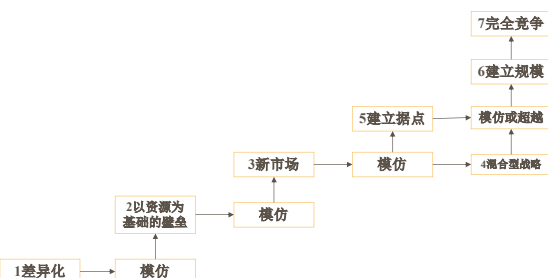 7完全竞争
6建立规模
5建立据点
模仿或超越
3新市场
模仿
4混合型战略
2以资源为
基础的壁垒
模仿
1差异化
模仿